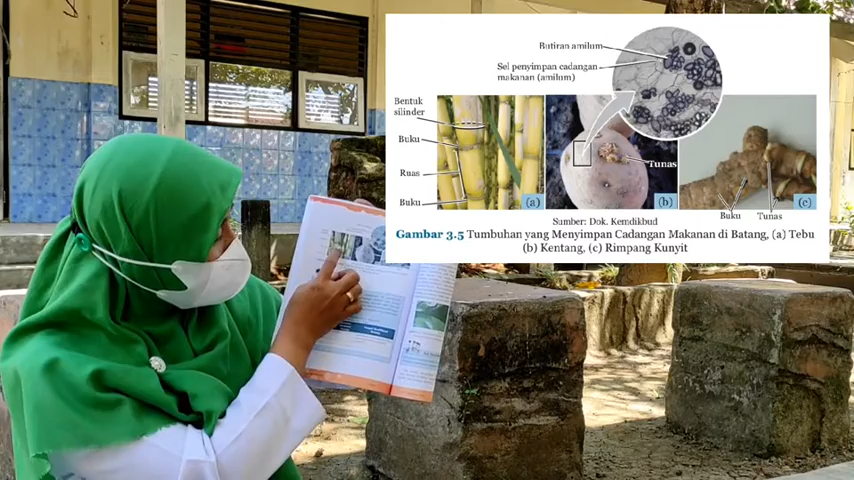 Butiran amilum
Sel penyimpan cadangan
makanan (amilum)
Bentuk
silinder
Buku
Ruas
Buku
(a)
Tunas
(b)
Buku
Tunas
(c)
Sumber: Dok. Kemdikbud
Gambar 3.5 Tumbuhan yang Menyimpan Cadangan Makanan di Batang, (a) Tebu
(b) Kentang, (c) Rimpang Kunyit